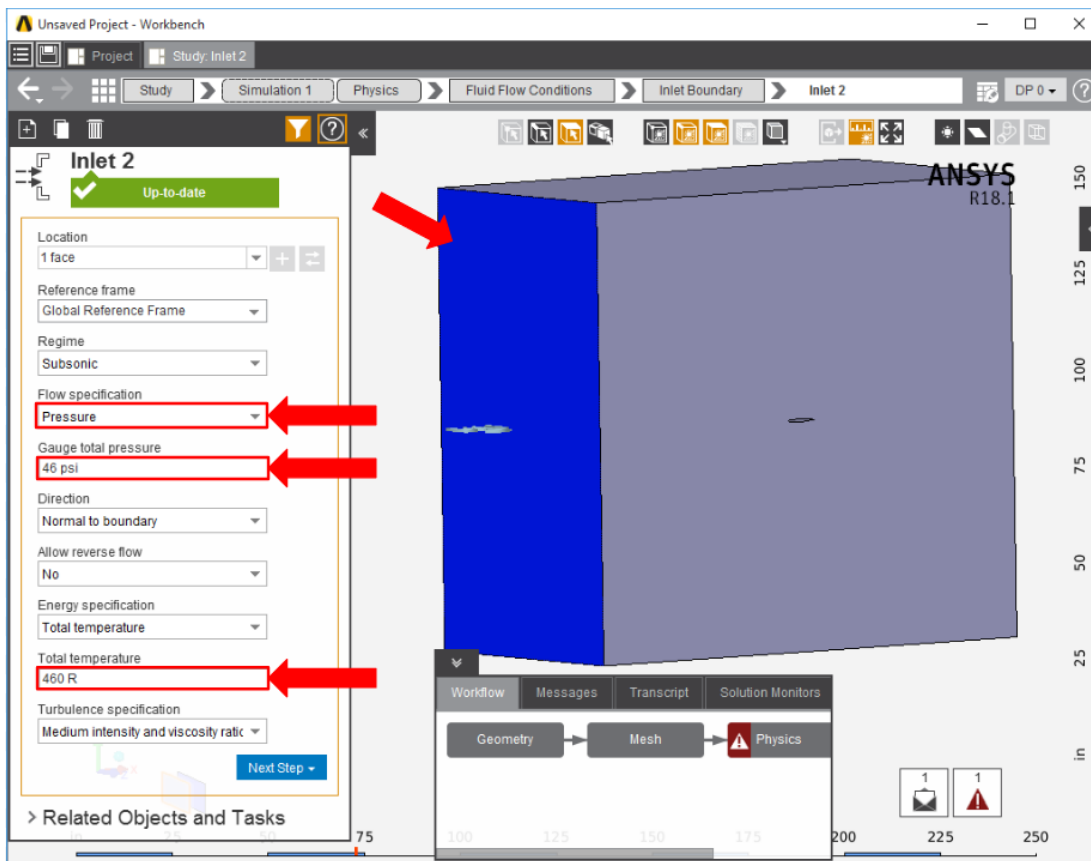 Unsaved Project - Workbench
Project
Study: Inlet 2
Study
Simulation 1
Physics
Fluid Flow Conditions
Inlet Boundary
Inlet 2
DP 0
Inlet 2
Up-to-date
Location
1 face
Reference frame
Global Reference Frame
Regime
Subsonic
Flow specification
Pressure
Gauge total pressure
46 psi
Direction
Normal to boundary
Allow reverse flow
No
Energy specification
Total temperature
Total temperature
460 R
Turbulence specification
Medium intensity and viscosity ratic
Next Step
Related Objects and Tasks
ANSYS
R18.1
150
125
100
75
50
25
in
Workflow
Messages
Transcript
Solution Monitors
Geometry
Mesh
Physics
1
1
in
25
50
75
100
125
150
175
200
225
250